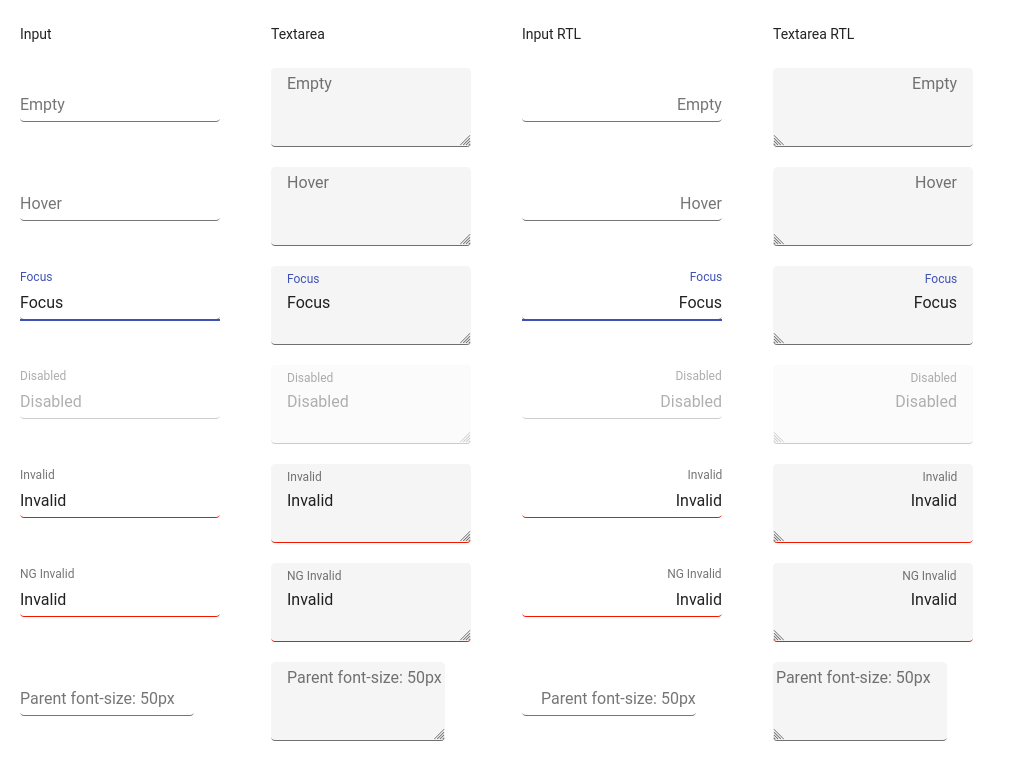 Input Textarea Input RTL Textarea RTL
Empty Empty Empty Empty
Hover Hover Hover Hover
Focus Focus Focus Focus
Focus Focus Focus Focus
Disabled Disabled Disabled Disabled
Disabled Disabled Disabled Disabled
Invalid Invalid Invalid Invalid
Invalid Invalid Invalid Invalid
NG Invalid NG Invalid NG Invalid NG Invalid
Invalid Invalid Invalid Invalid
Parent font-size: 50px Parent font-size: 50px Parent font-size: 50px Parent font-size: 50px